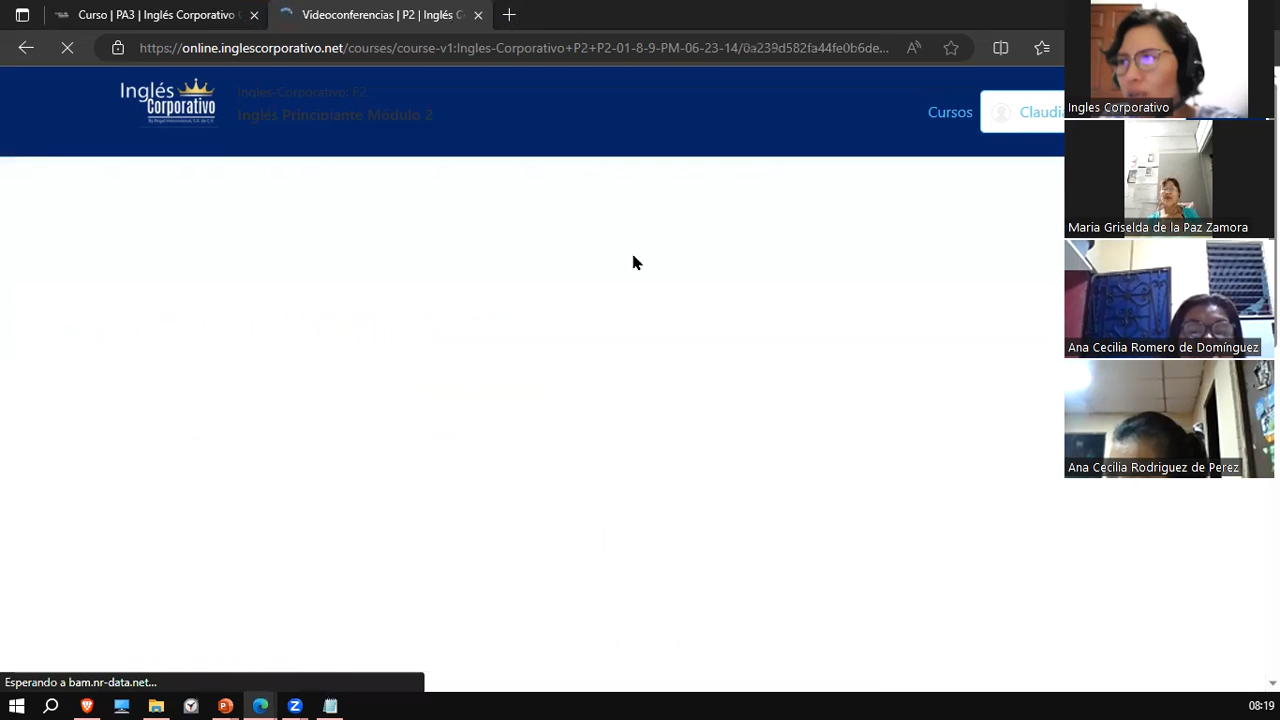 Curso | PA3 | Inglés Corporativo
Videoconferencias | P2 | Inglés C
https://online.inglescorporativo.net/courses/course-v1:Ingles-Corporativo+P2+P2-01-8-9-PM-06-23-14/0a239d582fa44fe0b6de...
Inglés
Corporativo
Ingles-Corporativo: P2
Inglés Principiante Módulo 2
Cursos
Claudia
Ingles Corporativo
Maria Griselda de la Paz Zamora
Ana Cecilia Romero de Domínguez
Ana Cecilia Rodriguez de Perez
Esperando a bam.nr-data.net...
08:19